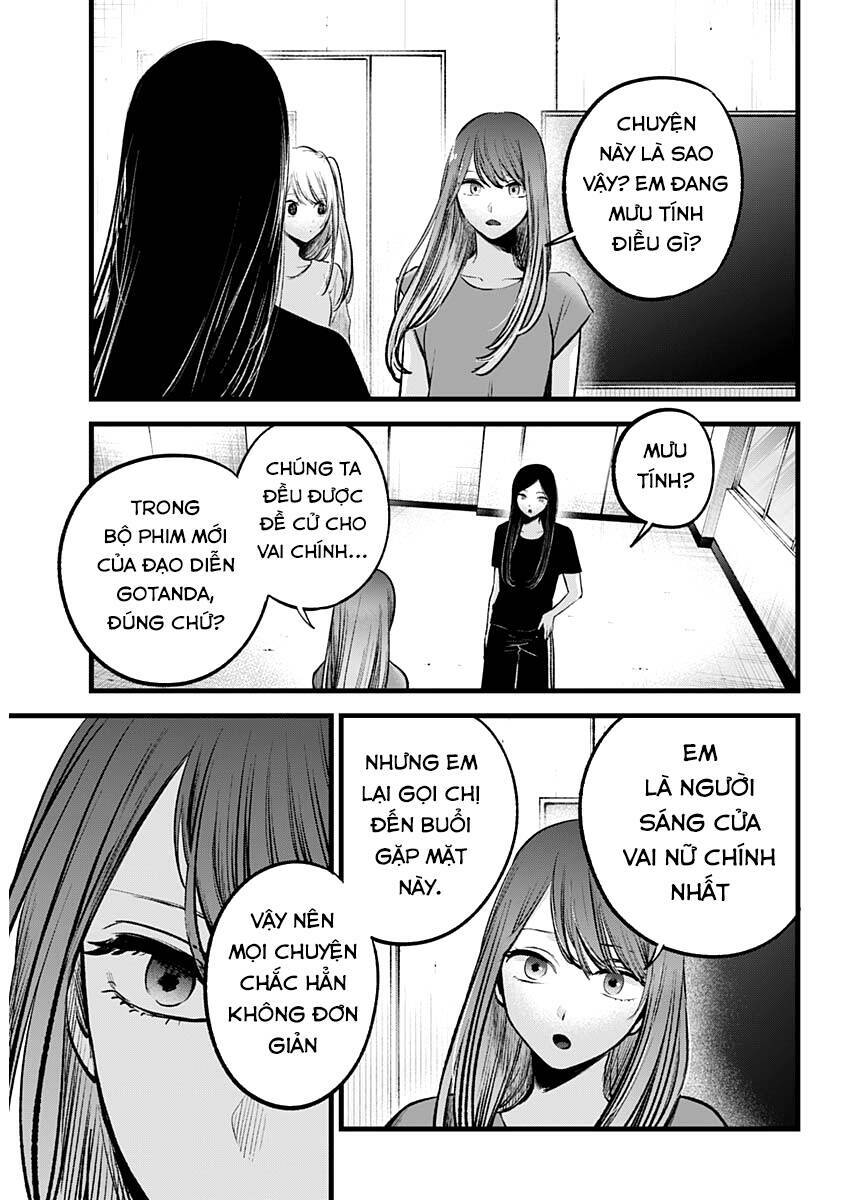 CHUYỆN
NÀY LÀ SAO
VẬY? EM ĐANG
MƯU TÍNH
ĐIỀU GÌ?
MƯU
TÍNH?
CHÚNG TA
ĐỀU ĐƯỢC
ĐỀ CỬ CHO
VAI CHÍNH...
TRONG
BỘ PHIM MỚI
CỦA ĐẠO DIỄN
GOTANDA,
ĐÚNG CHỨ?
EM
LÀ NGƯỜI
SÁNG CỬA
VAI NỮ CHÍNH
NHẤT
NHƯNG EM
LẠI GỌI CHỊ
ĐẾN BUỔI
GẶP MẶT
NÀY.
VẬY NÊN
MỌI CHUYỆN
CHẮC HẲN
KHÔNG ĐƠN
GIẢN